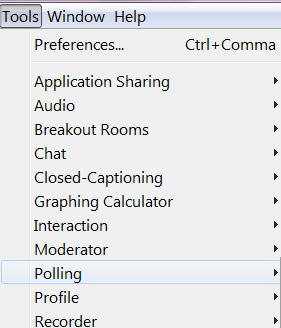 Tools Window Help
Preferences... Ctrl+Comma
Application Sharing
Audio
Breakout Rooms
Chat
Closed-Captioning
Graphing Calculator
Interaction
Moderator
Polling
Profile
Recorder